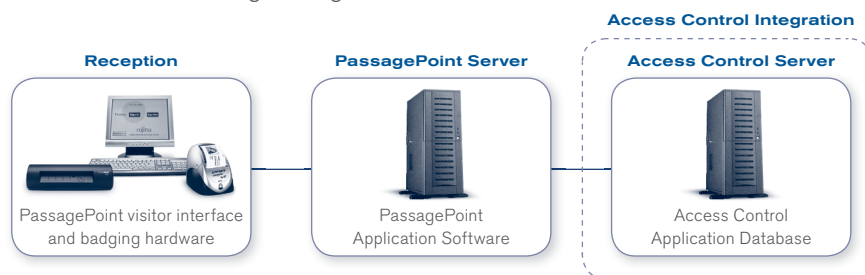 Access Control Integration
Reception
PassagePoint Server
Access Control Server
PassagePoint visitor interface
and badging hardware
PassagePoint
Application Software
Access Control
Application Database